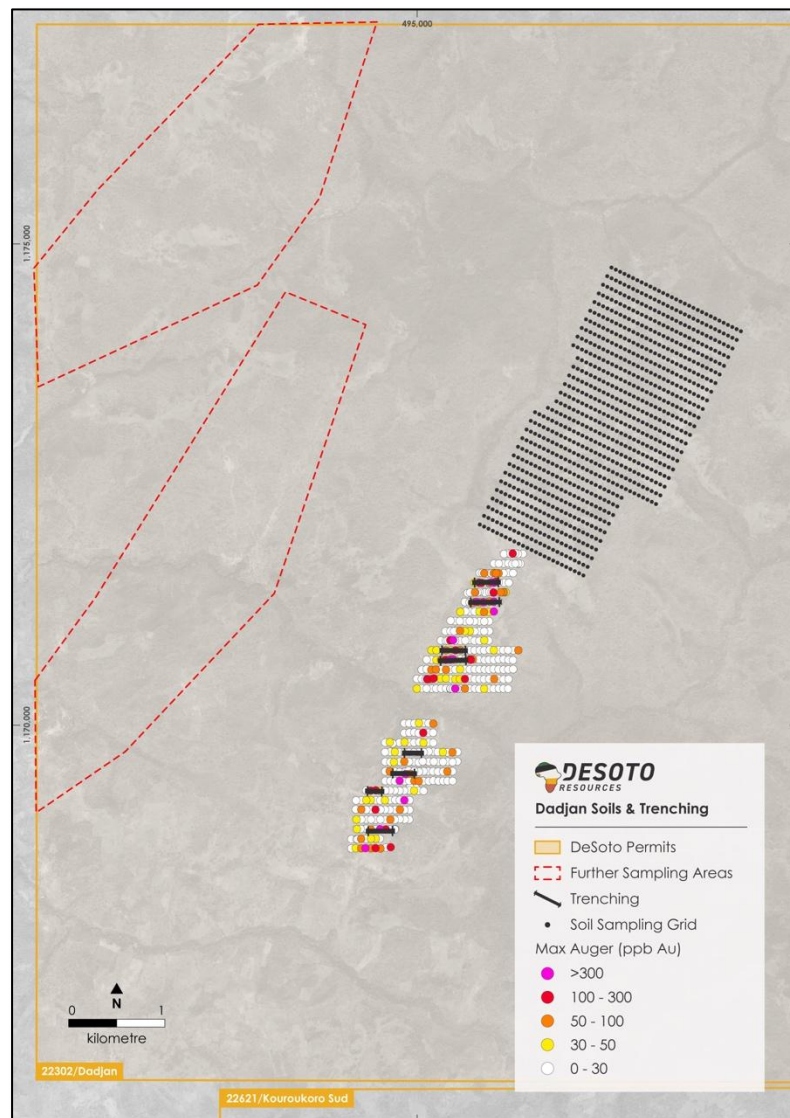 495,000
1,175,000
1,170,000
DESOTO
RESOURCES
Dadjan Soils & Trenching
DeSoto Permits
Further Sampling Areas
Trenching
Soil Sampling Grid
Max Auger (ppb Au)
>300
100 - 300
50 - 100
30 - 50
0 - 30
N
0 1
kilometre
22302/Dadjan
22621/Kouroukoro Sud